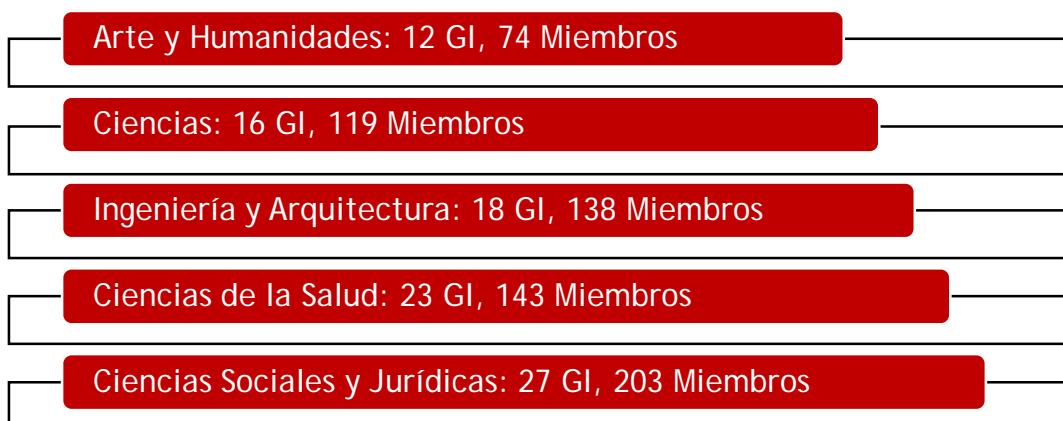 Arte y Humanidades: 12 GI, 74 Miembros
Ciencias: 16 GI, 119 Miembros
Ingeniería y Arquitectura: 18 GI, 138 Miembros
Ciencias de la Salud: 23 GI, 143 Miembros
Ciencias Sociales y Jurídicas: 27 GI, 203 Miembros